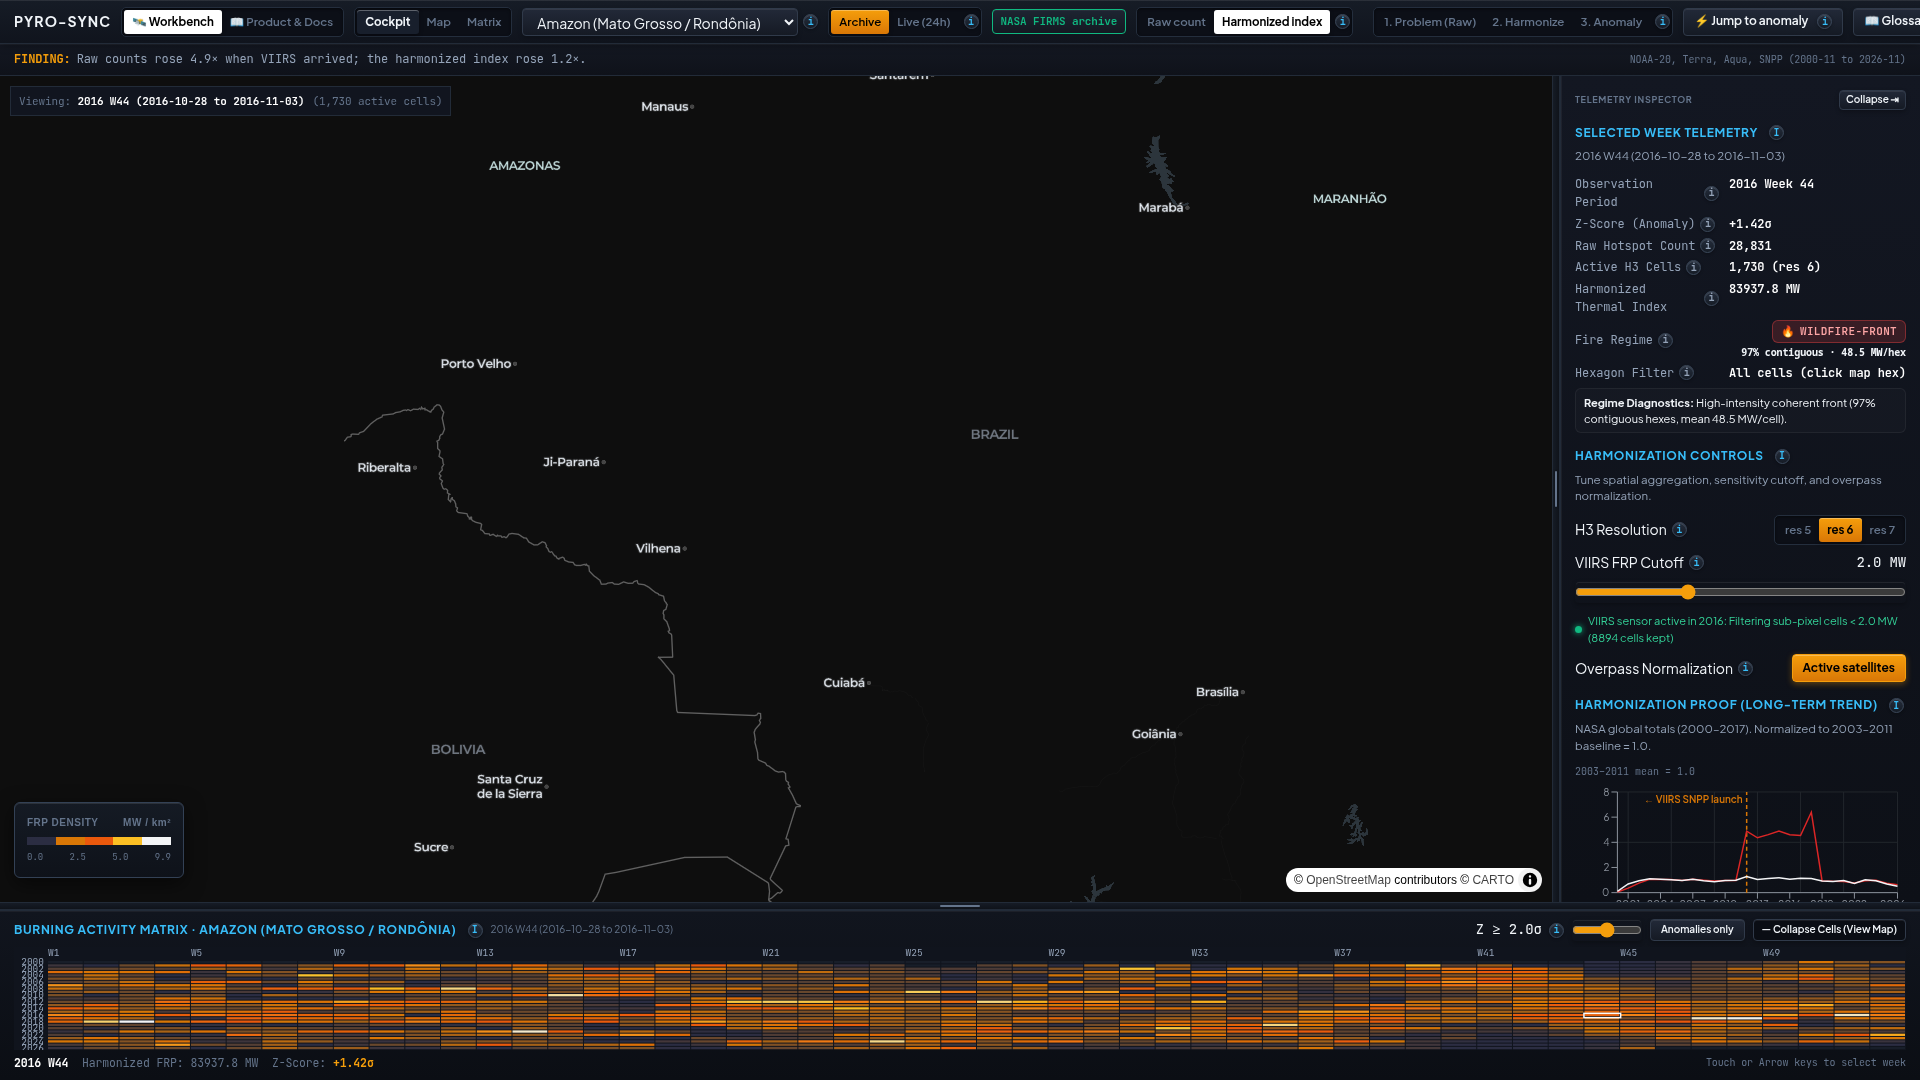 PYRO-SYNC
Workbench
Product & Docs
Cockpit
Map
Matrix
Amazon (Mato Grosso / Rondônia)
Archive
Live (24h)
NASA FIRMS archive
Raw count
Harmonized index
1. Problem (Raw)
2. Harmonize
3. Anomaly
⚡ Jump to anomaly
FINDING: Raw counts rose 4.9× when VIIRS arrived; the harmonized index rose 1.2×.
NOAA-20, Terra, Aqua, SNPP (2000-11 to 2026-11)
Viewing: 2016 W44 (2016-10-28 to 2016-11-03) (1,730 active cells)
Manaus
AMAZONAS
Marabá
MARANHÃO
Porto Velho
BRAZIL
Riberalta
Ji-Paraná
Vilhena
Cuiabá
Brasília
Goiânia
BOLIVIA
Santa Cruz
de la Sierra
Sucre
FRP DENSITY MW / km²
0.0 2.5 5.0 9.9
© OpenStreetMap contributors © CARTO
TELEMETRY INSPECTOR
Collapse ⇥
SELECTED WEEK TELEMETRY
2016 W44 (2016-10-28 to 2016-11-03)
Observation
Period
2016 Week 44
Z-Score (Anomaly) +1.42σ
Raw Hotspot Count 28,831
Active H3 Cells 1,730 (res 6)
Harmonized
Thermal Index
83937.8 MW
Fire Regime
WILDFIRE-FRONT
97% contiguous · 48.5 MW/hex
Hexagon Filter All cells (click map hex)
Regime Diagnostics: High-intensity coherent front (97%
contiguous hexes, mean 48.5 MW/cell).
HARMONIZATION CONTROLS
Tune spatial aggregation, sensitivity cutoff, and overpass
normalization.
H3 Resolution
res 5 res 6 res 7
VIIRS FRP Cutoff 2.0 MW
VIIRS sensor active in 2016: Filtering sub-pixel cells < 2.0 MW
(8894 cells kept)
Overpass Normalization
Active satellites
HARMONIZATION PROOF (LONG-TERM TREND)
NASA global totals (2000-2017). Normalized to 2003-2011
baseline = 1.0.
2003-2011 mean = 1.0
← VIIRS SNPP launch
8
6
4
2
0
BURNING ACTIVITY MATRIX · AMAZON (MATO GROSSO / RONDÔNIA)
2016 W44 (2016-10-28 to 2016-11-03)
Z ≥ 2.0σ
Anomalies only
— Collapse Cells (View Map)
W1 W5 W9 W13 W17 W21 W25 W29 W33 W37 W41 W45 W49
2016 W44 Harmonized FRP: 83937.8 MW Z-Score: +1.42σ
Touch or Arrow keys to select week